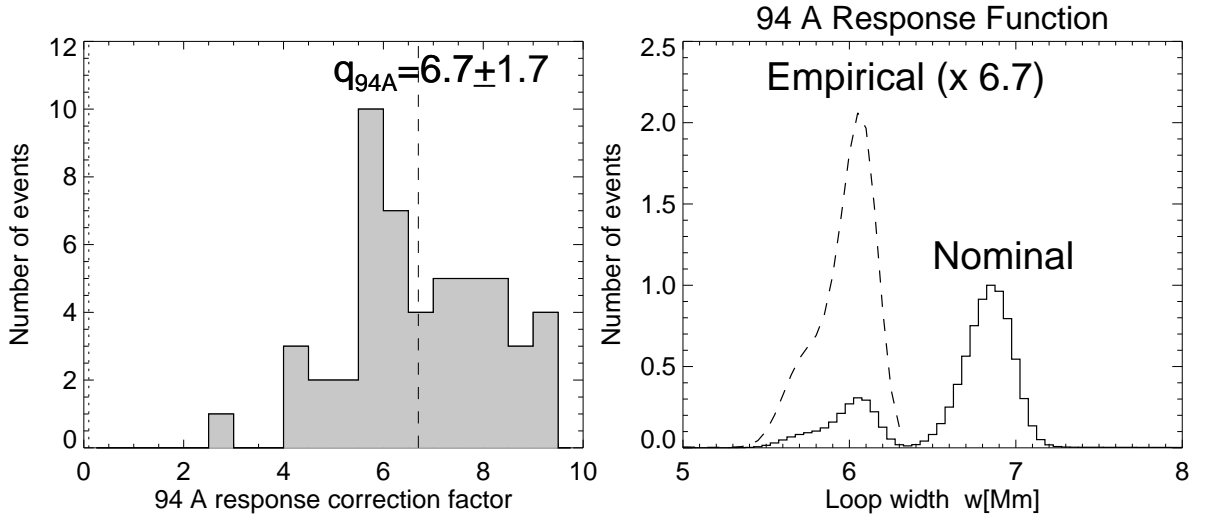 12
10
8
6
4
2
0
Number of events
q94A=6.7±1.7
0 2 4 6 8 10
94 A response correction factor
94 A Response Function
2.5
2.0
1.5
1.0
0.5
0.0
Number of events
Empirical (x 6.7)
Nominal
5 6 7 8
Loop width w[Mm]